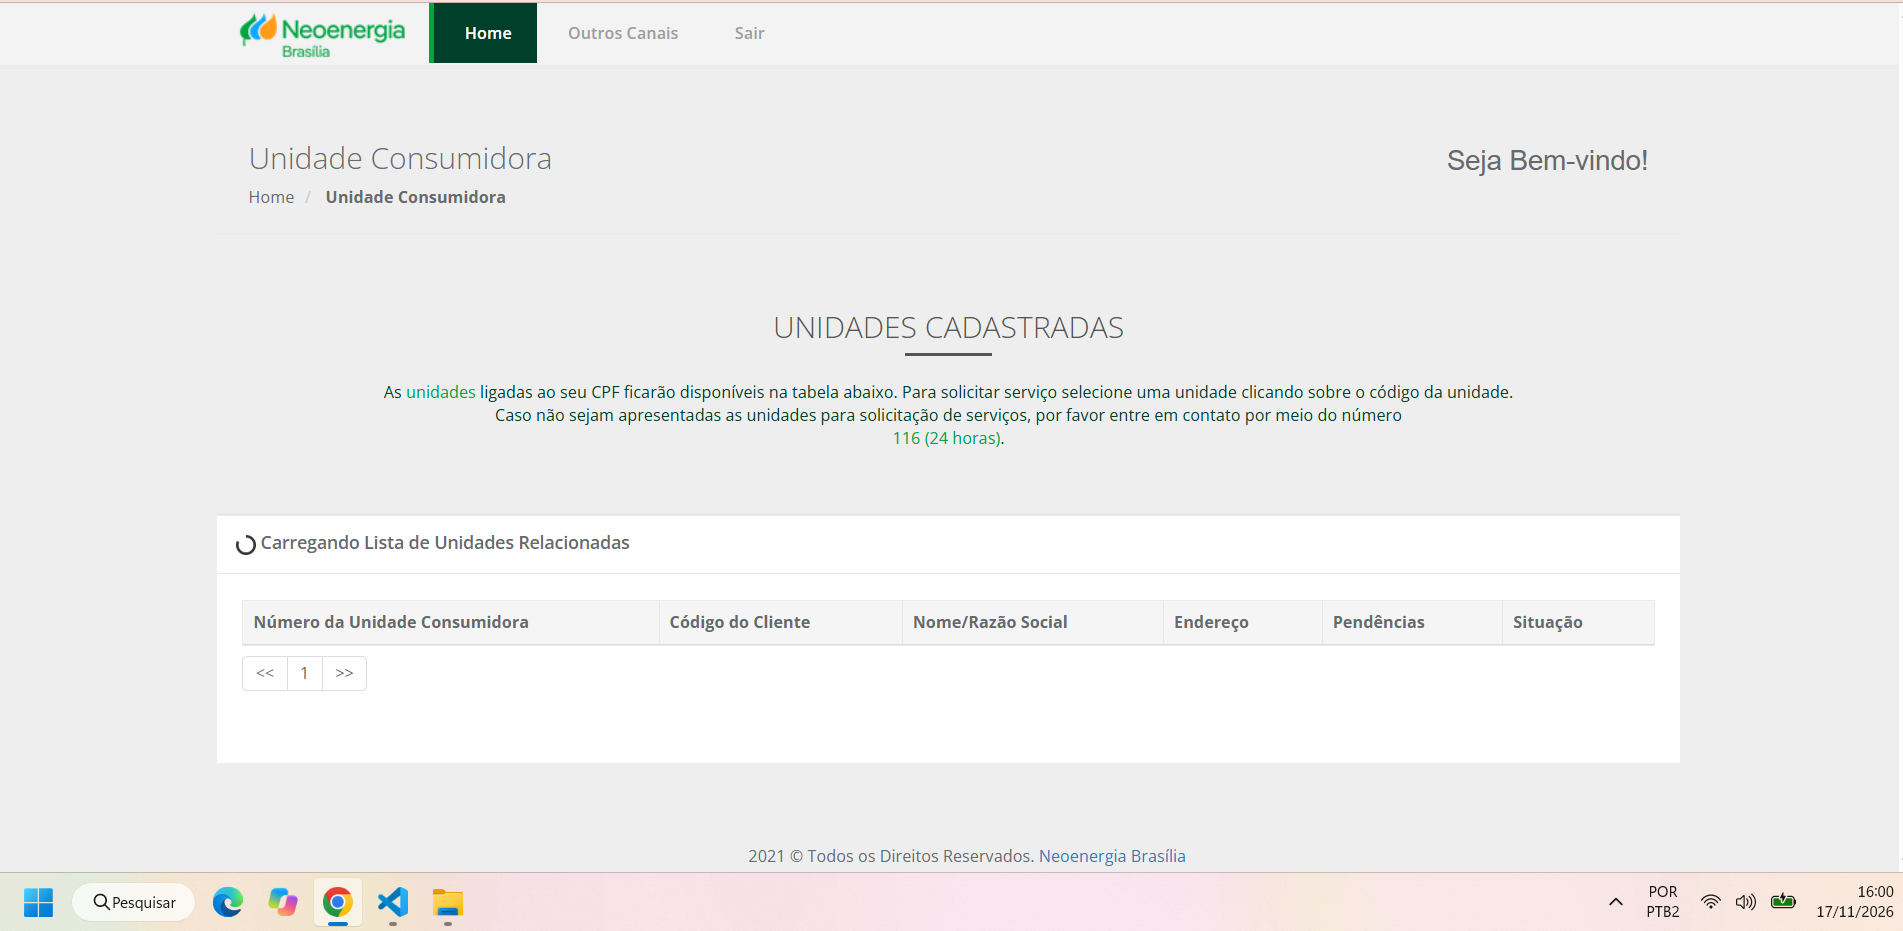 Neoenergia
Brasília
Home
Outros Canais
Sair
Unidade Consumidora
Seja Bem-vindo!
Home / Unidade Consumidora
UNIDADES CADASTRADAS
As unidades ligadas ao seu CPF ficarão disponíveis na tabela abaixo. Para solicitar serviço selecione uma unidade clicando sobre o código da unidade.
Caso não sejam apresentadas as unidades para solicitação de serviços, por favor entre em contato por meio do número
116 (24 horas).
Carregando Lista de Unidades Relacionadas
Número da Unidade Consumidora
Código do Cliente
Nome/Razão Social
Endereço
Pendências
Situação
<< 1 >>
2021 © Todos os Direitos Reservados. Neoenergia Brasília
Pesquisar
POR
PTB2
16:00
17/11/2026